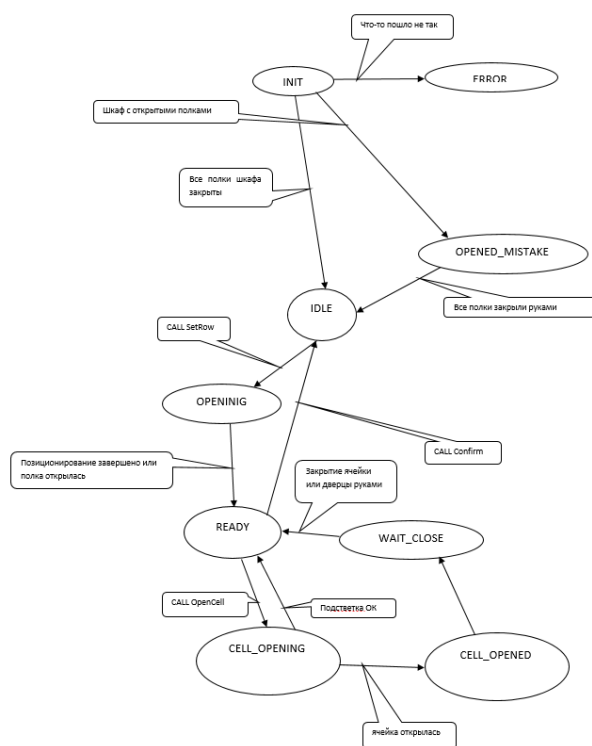 Что-то пошло не так
INIT
ERROR
Шкаф с открытыми полками
Все полки шкафа
закрыты
OPENED_MISTAKE
IDLE
Все полки закрыли руками
CALL SetRow
OPENINIG
CALL Confirm
Позиционирование завершено или
полка открылась
Закрытие ячейки
или дверцы руками
READY
WAIT_CLOSE
CALL OpenCell
Подстветка ОК
CELL_OPENING
CELL_OPENED
ячейка открылась